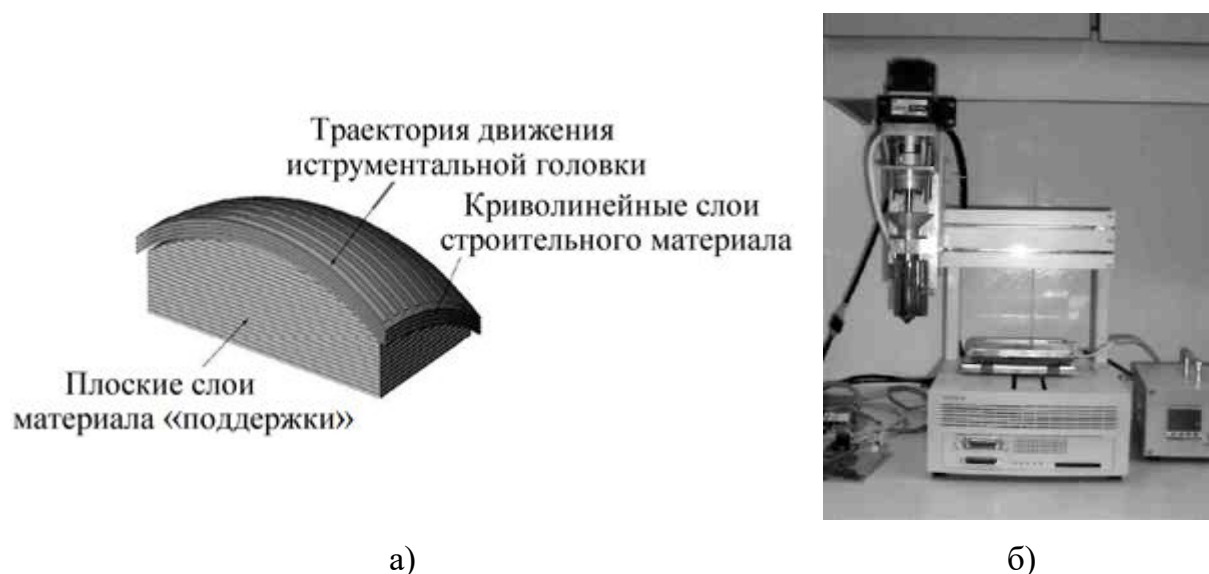 Траектория движения
иструментальной головки
Криволинейные слои
строительного материала
Плоские слои
материала «поддержки»
а)
б)